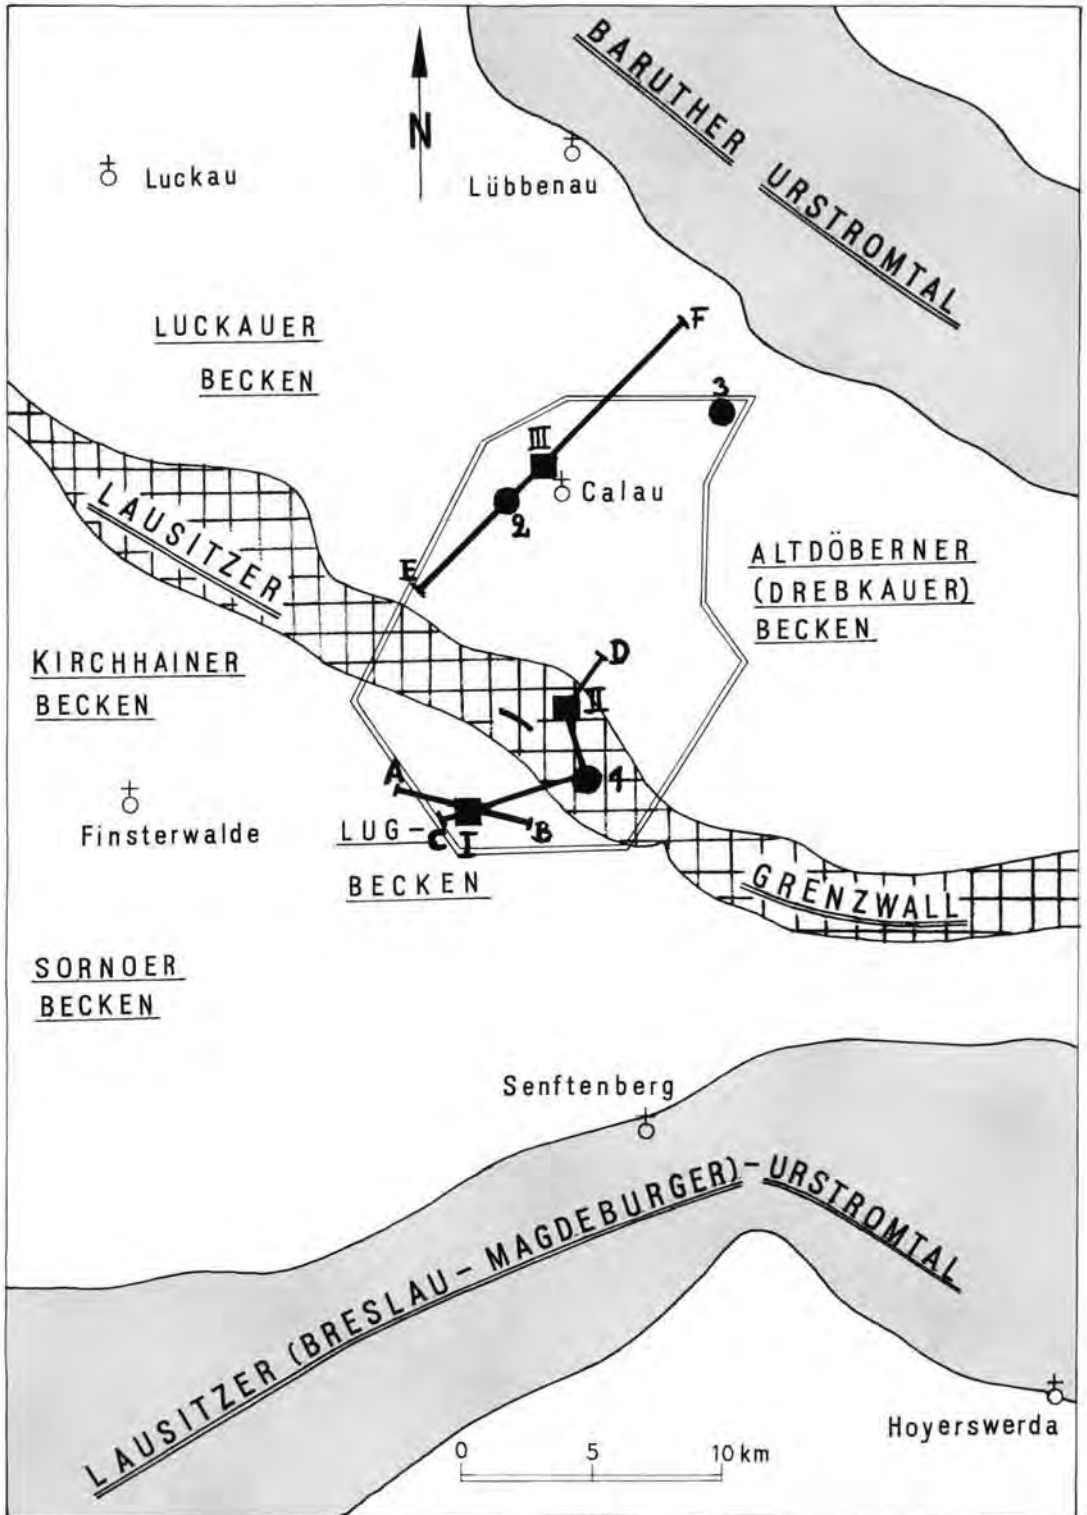 BARUTHER URSTROMTAL
N
Luckau
Lübbenau
LUCKAUER
BECKEN
F
3
III
Calau
2
E
LAUSITZER
ALTDÖBERNER
(DREBKAUER)
BECKEN
KIRCHHAINER
BECKEN
D
II
A
Finsterwalde
LUG-
C
I
B
BECKEN
GRENZWALL
SORNOER
BECKEN
Senftenberg
LAUSITZER (BRESLAU-MAGDEBURGER)-URSTROMTAL
Hoyerswerda
0 5 10 km